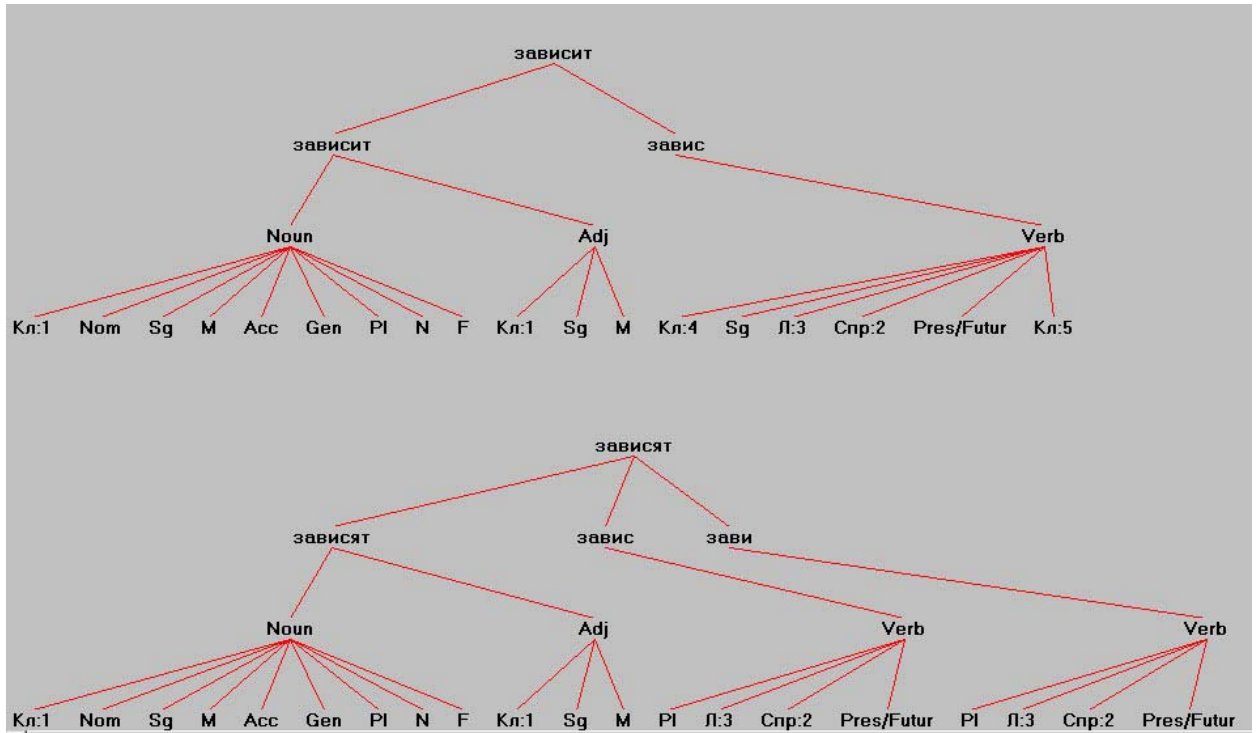 зависит
зависит завис
Noun Adj Verb
Кл:1 Nom Sg M Acc Gen Pl N F Кл:1 Sg M Кл:4 Sg Л:3 Спр:2 Pres/Futur Кл:5
зависят
зависят завис зави
Noun Adj Verb Verb
Кл:1 Nom Sg M Acc Gen Pl N F Кл:1 Sg M Pl Л:3 Спр:2 Pres/Futur Pl Л:3 Спр:2 Pres/Futur